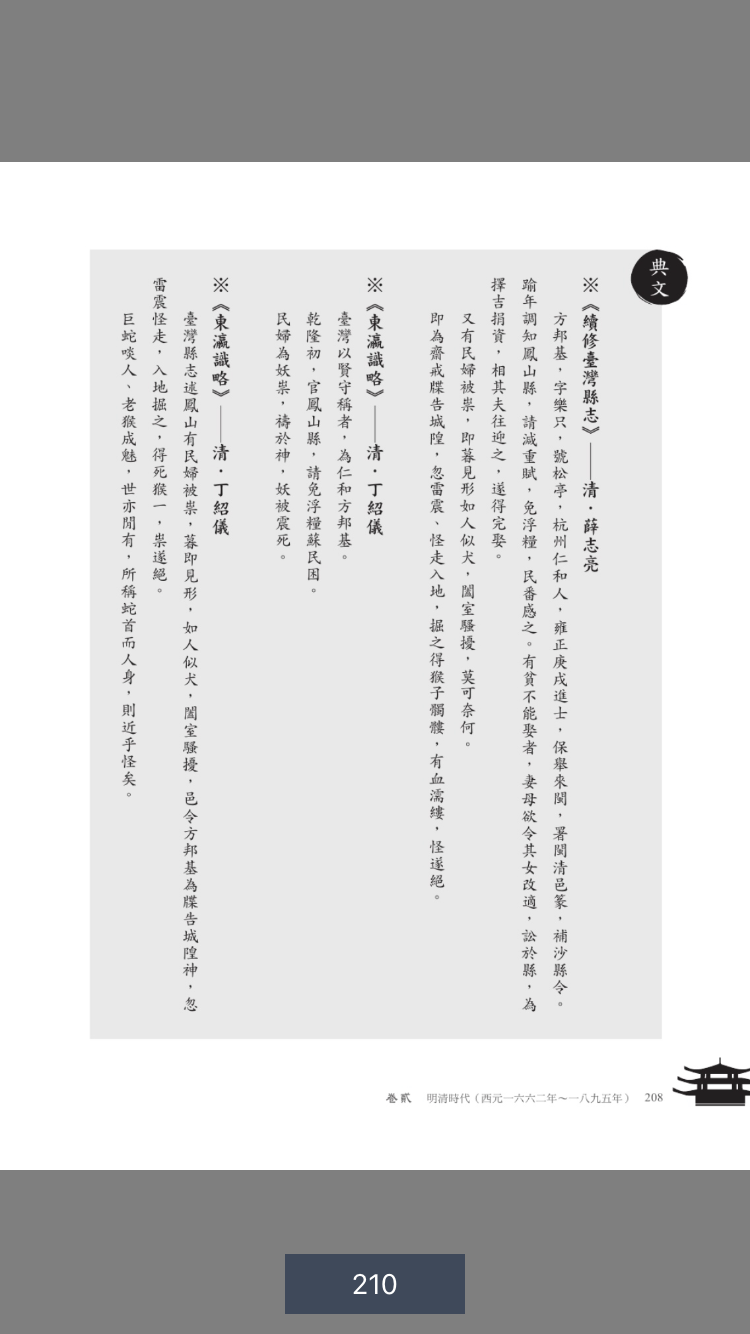 典文
※《續修臺灣縣志》——清・薛志亮
方邦基，字樂只，號松亭，杭州仁和人，雍正庚戌進士，保舉來閩，署閩清邑篆，補沙縣令。
踰年調知鳳山縣，請減重賦，免浮糧，民番感之。有貧不能娶者，妻母欲令其女改適，訟於縣，為
擇吉捐資，相其夫往迎之，遂得完娶。
又有民婦被祟，即暮見形如人似犬，闔室騷擾，莫可奈何。
即為齋戒牒告城隍，忽雷震、怪走入地，掘之得猴子髑髏，有血濡縷，怪遂絕。
※《東瀛識略》——清・丁紹儀
臺灣以賢守稱者，為仁和方邦基。
乾隆初，官鳳山縣，請免浮糧蘇民困。
民婦為妖祟，禱於神，妖被震死。
※《東瀛識略》——清・丁紹儀
臺灣縣志述鳳山有民婦被祟，暮即見形，如人似犬，闔室騷擾，邑令方邦基為牒告城隍神，忽
雷震怪走，入地掘之，得死猴一，祟遂絕。
巨蛇啖人、老猴成魅，世亦閒有，所稱蛇首而人身，則近乎怪矣。
卷貳 明清時代（西元一六六二年～一八九五年） 208
210